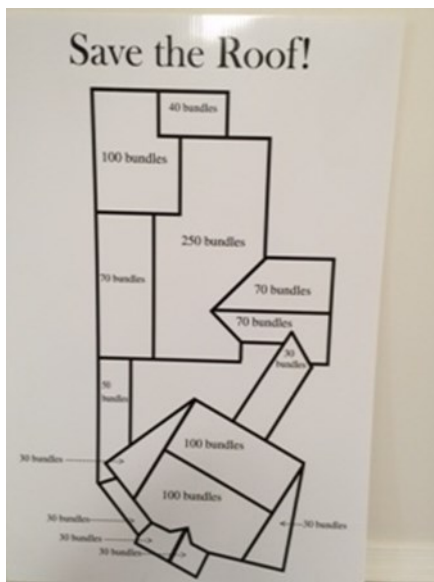 Save the Roof!
40 bundles
100 bundles
250 bundles
70 bundles
70 bundles
70 bundles
30
bundles
50
bundles
100 bundles
30 bundles
100 bundles
30 bundles
30 bundles
30 bundles
30 bundles